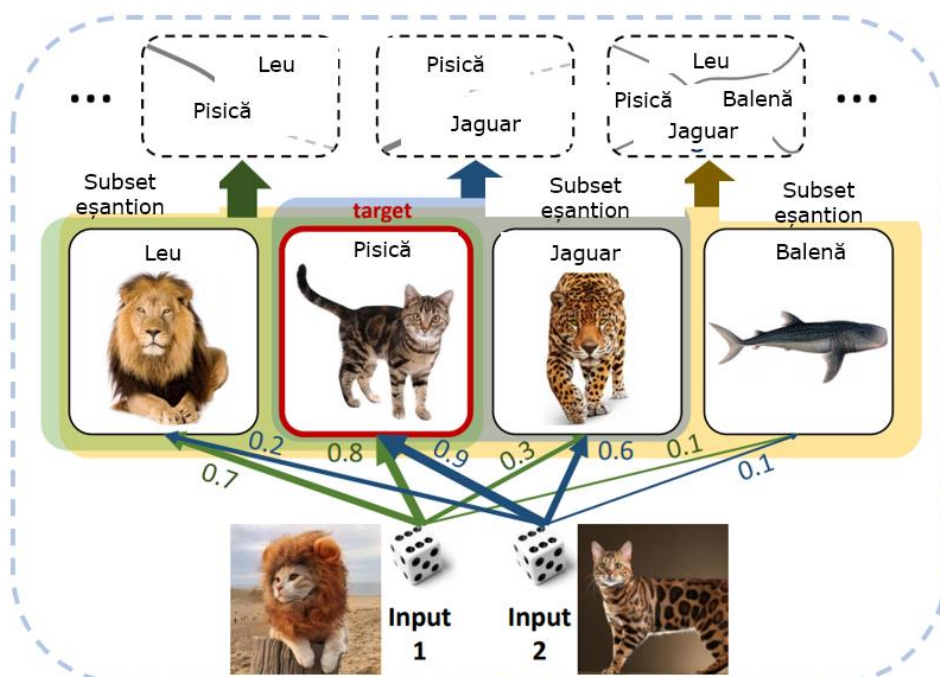 Leu
Pisică
Pisică
Jaguar
Leu
Pisică
Balenă
Jaguar
...
...
Subset
eșantion
target
Subset
eșantion
Subset
eșantion
Leu
Pisică
Jaguar
Balenă
0.7
0.2
0.8
0.9
0.3
0.6
0.1
0.1
Input
1
Input
2